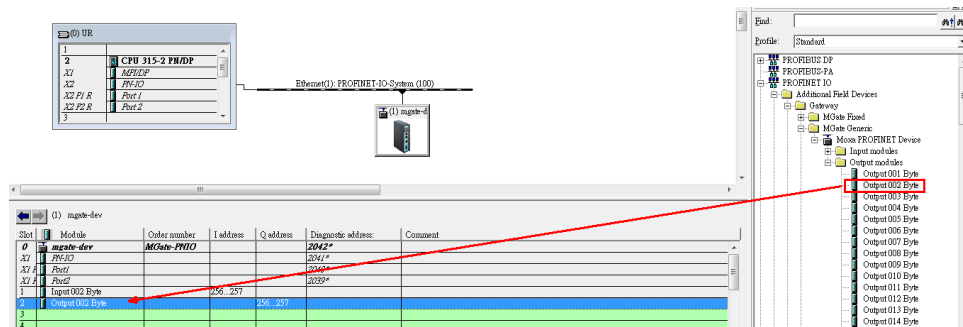 (0) UR
1
2 CPU 315-2 PN/DP
X1 MPI/DP
X2 PN-IO
X2 P1 R Port 1
X2 P2 R Port 2
3
Ethernet(1): PROFINET-IO-System (100)
(1) mgate-d
(1) mgate-dev
Slot Module Order number I address Q address Diagnostic address: Comment
0 mgate-dev MGate-PNIO 2042*
X1 PN-IO 2041*
X1 Port1 2040*
X1 Port2 2039*
1 Input 002 Byte 256...257
2 Output 002 Byte 256...257
3
4
Find:
Profile: Standard
PROFIBUS DP
PROFIBUS-PA
PROFINET IO
Additional Field Devices
Gateway
MGate Fixed
MGate Generic
Moxa PROFINET Device
Input modules
Output modules
Output 001 Byte
Output 002 Byte
Output 003 Byte
Output 004 Byte
Output 005 Byte
Output 006 Byte
Output 007 Byte
Output 008 Byte
Output 009 Byte
Output 010 Byte
Output 011 Byte
Output 012 Byte
Output 013 Byte
Output 014 Byte